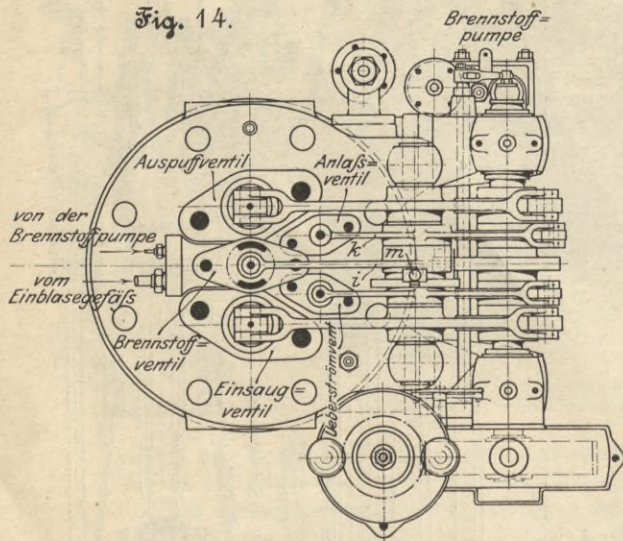 Fig. 14.
Brennstoff=
pumpe
Auspuffventil
Anlaß=
ventil
von der
Brennstoffpumpe
k
m
i
vom
Einblasegefäß
Brennstoff=
ventil
Einsaug=
ventil
Ueberströmvent